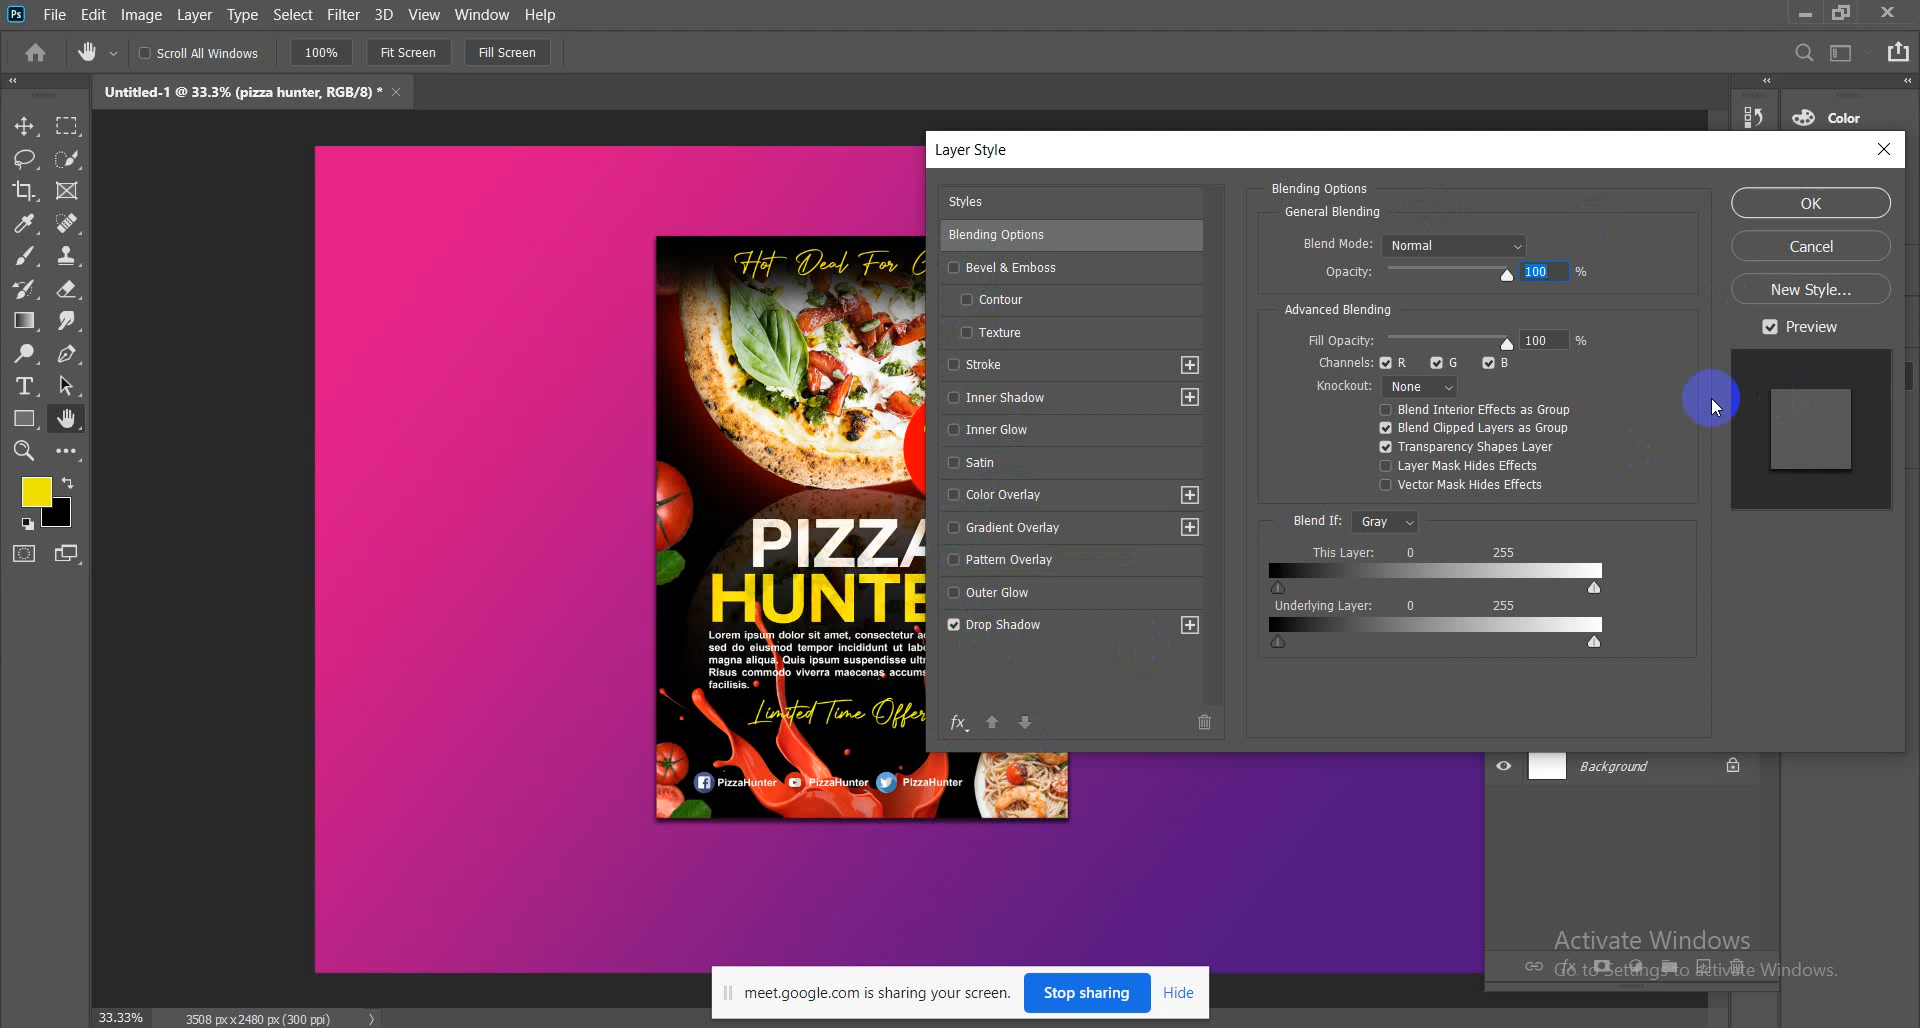 Ps File Edit Image Layer Type Select Filter 3D View Window Help
Scroll All Windows 100% Fit Screen Fill Screen
Untitled-1 @ 33.3% (pizza hunter, RGB/8) *
Color
Layer Style
Styles
Blending Options
Bevel & Emboss
Contour
Texture
Stroke
Inner Shadow
Inner Glow
Satin
Color Overlay
Gradient Overlay
Pattern Overlay
Outer Glow
Drop Shadow
fx
Blending Options
General Blending
Blend Mode: Normal
Opacity: 100 %
Advanced Blending
Fill Opacity: 100 %
Channels: R G B
Knockout: None
Blend Interior Effects as Group
Blend Clipped Layers as Group
Transparency Shapes Layer
Layer Mask Hides Effects
Vector Mask Hides Effects
Blend If: Gray
This Layer: 0 255
Underlying Layer: 0 255
OK
Cancel
New Style...
Preview
Hot Deal For
PIZZA
HUNTE
Lorem ipsum dolor sit amet, consectetur
sed do eiusmod tempor incididunt ut
magna aliqua. Quis ipsum suspendisse
Risus commodo viverra maecenas
facilisis.
Limited Time Offer
PizzaHunter PizzaHunter PizzaHunter
Background
fx
Activate Windows
Go to Settings to activate Windows.
meet.google.com is sharing your screen. Stop sharing Hide
33.33% 3508 px x 2480 px (300 ppi)